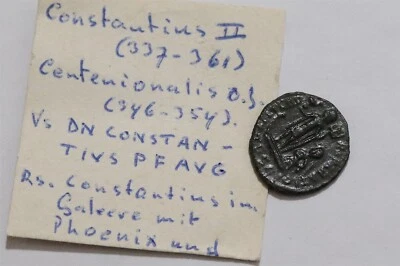 Constantius II
(337-361)
Centenionalis o.J.
(346-354).
Vs DN CONSTAN-
TIVS PF AVG
Rs. Constantius im
Galeere mit
Phoenix und